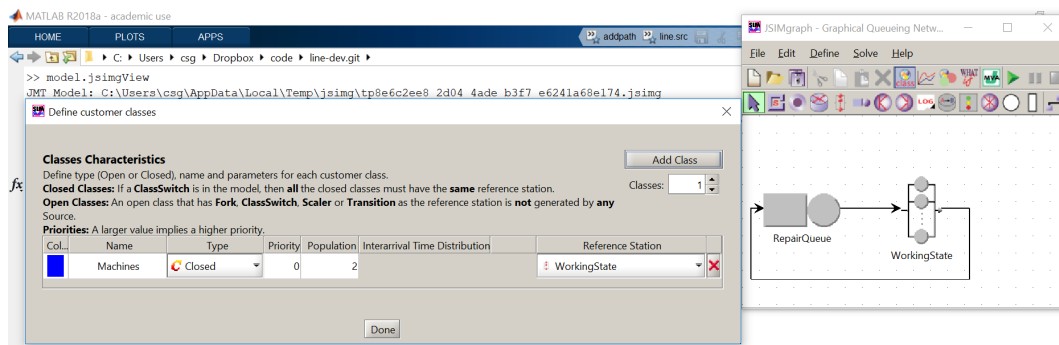 MATLAB R2018a - academic use
HOME PLOTS APPS addpath line.src
C: Users csg Dropbox code line-dev.git
>> model.jsimgView
JMT Model: C:\Users\csg\AppData\Local\Temp\jsimg\tp8e6c2ee8_2d04_4ade_b3f7_e6241a68e174.jsimg
fx
Define customer classes
Classes Characteristics
Add Class
Define type (Open or Closed), name and parameters for each customer class.
Closed Classes: If a ClassSwitch is in the model, then all the closed classes must have the same reference station.
Classes: 1
Open Classes: An open class that has Fork, ClassSwitch, Scaler or Transition as the reference station is not generated by any
Source.
Priorities: A larger value implies a higher priority.
Col... Name Type Priority Population Interarrival Time Distribution Reference Station
Machines Closed 0 2 WorkingState
Done
JSIMgraph - Graphical Queueing Netw...
File Edit Define Solve Help
WHAT IF MVA
LOG
RepairQueue
WorkingState